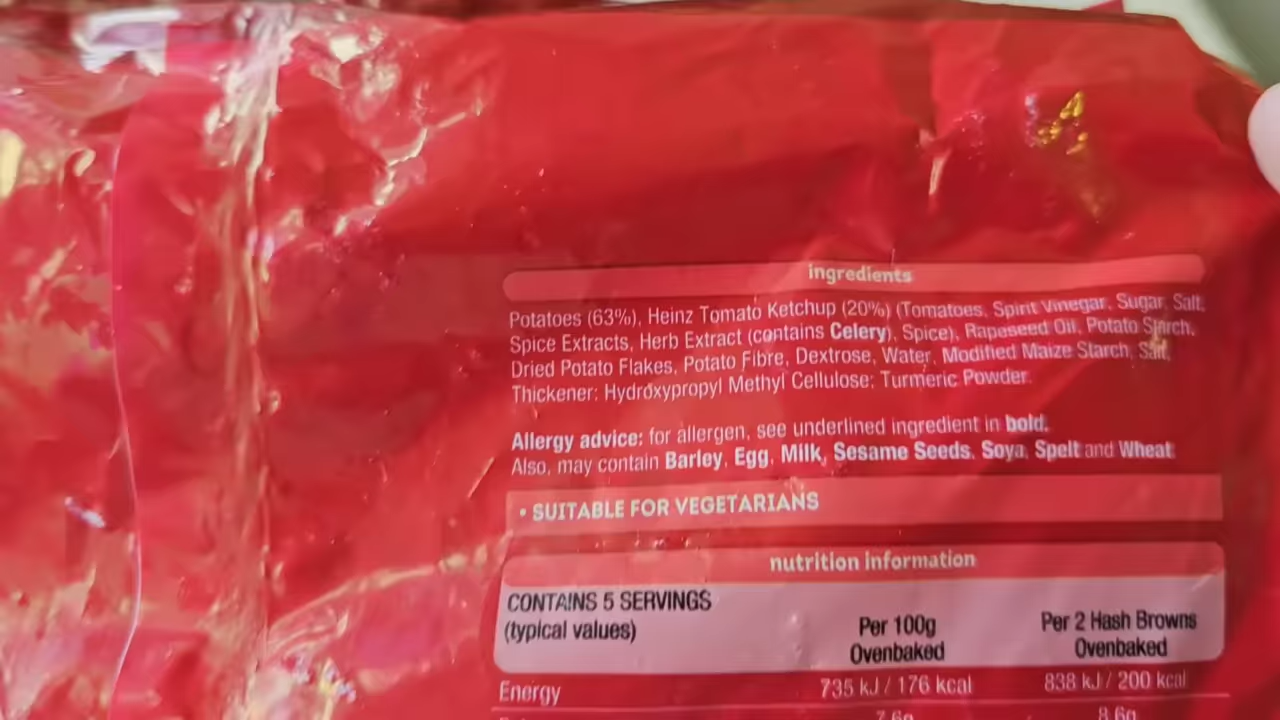 ingredients
Potatoes (63%), Heinz Tomato Ketchup (20%) (Tomatoes, Spirit Vinegar, Sugar, Salt,
Spice Extracts, Herb Extract (contains Celery), Spice), Rapeseed Oil, Potato Starch,
Dried Potato Flakes, Potato Fibre, Dextrose, Water, Modified Maize Starch, Salt,
Thickener: Hydroxypropyl Methyl Cellulose; Turmeric Powder.
Allergy advice: for allergen, see underlined ingredient in bold.
Also, may contain Barley, Egg, Milk, Sesame Seeds, Soya, Spelt and Wheat
• SUITABLE FOR VEGETARIANS
nutrition information
CONTAINS 5 SERVINGS
(typical values)
Per 100g
Ovenbaked
Per 2 Hash Browns
Ovenbaked
Energy 735 kJ / 176 kcal 838 kJ / 200 kcal
7.6g 8.6g